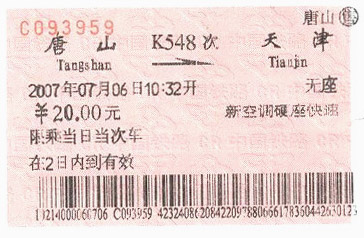 唐山售
C093959
唐山 K548次 天津
Tangshan Tianjin
2007年07月06日10:32开 无座
￥20.00元 新空调硬座快速
限乘当日当次车
在2日内到有效
10214000060706 C093959 4232408620842209788066617836044263012